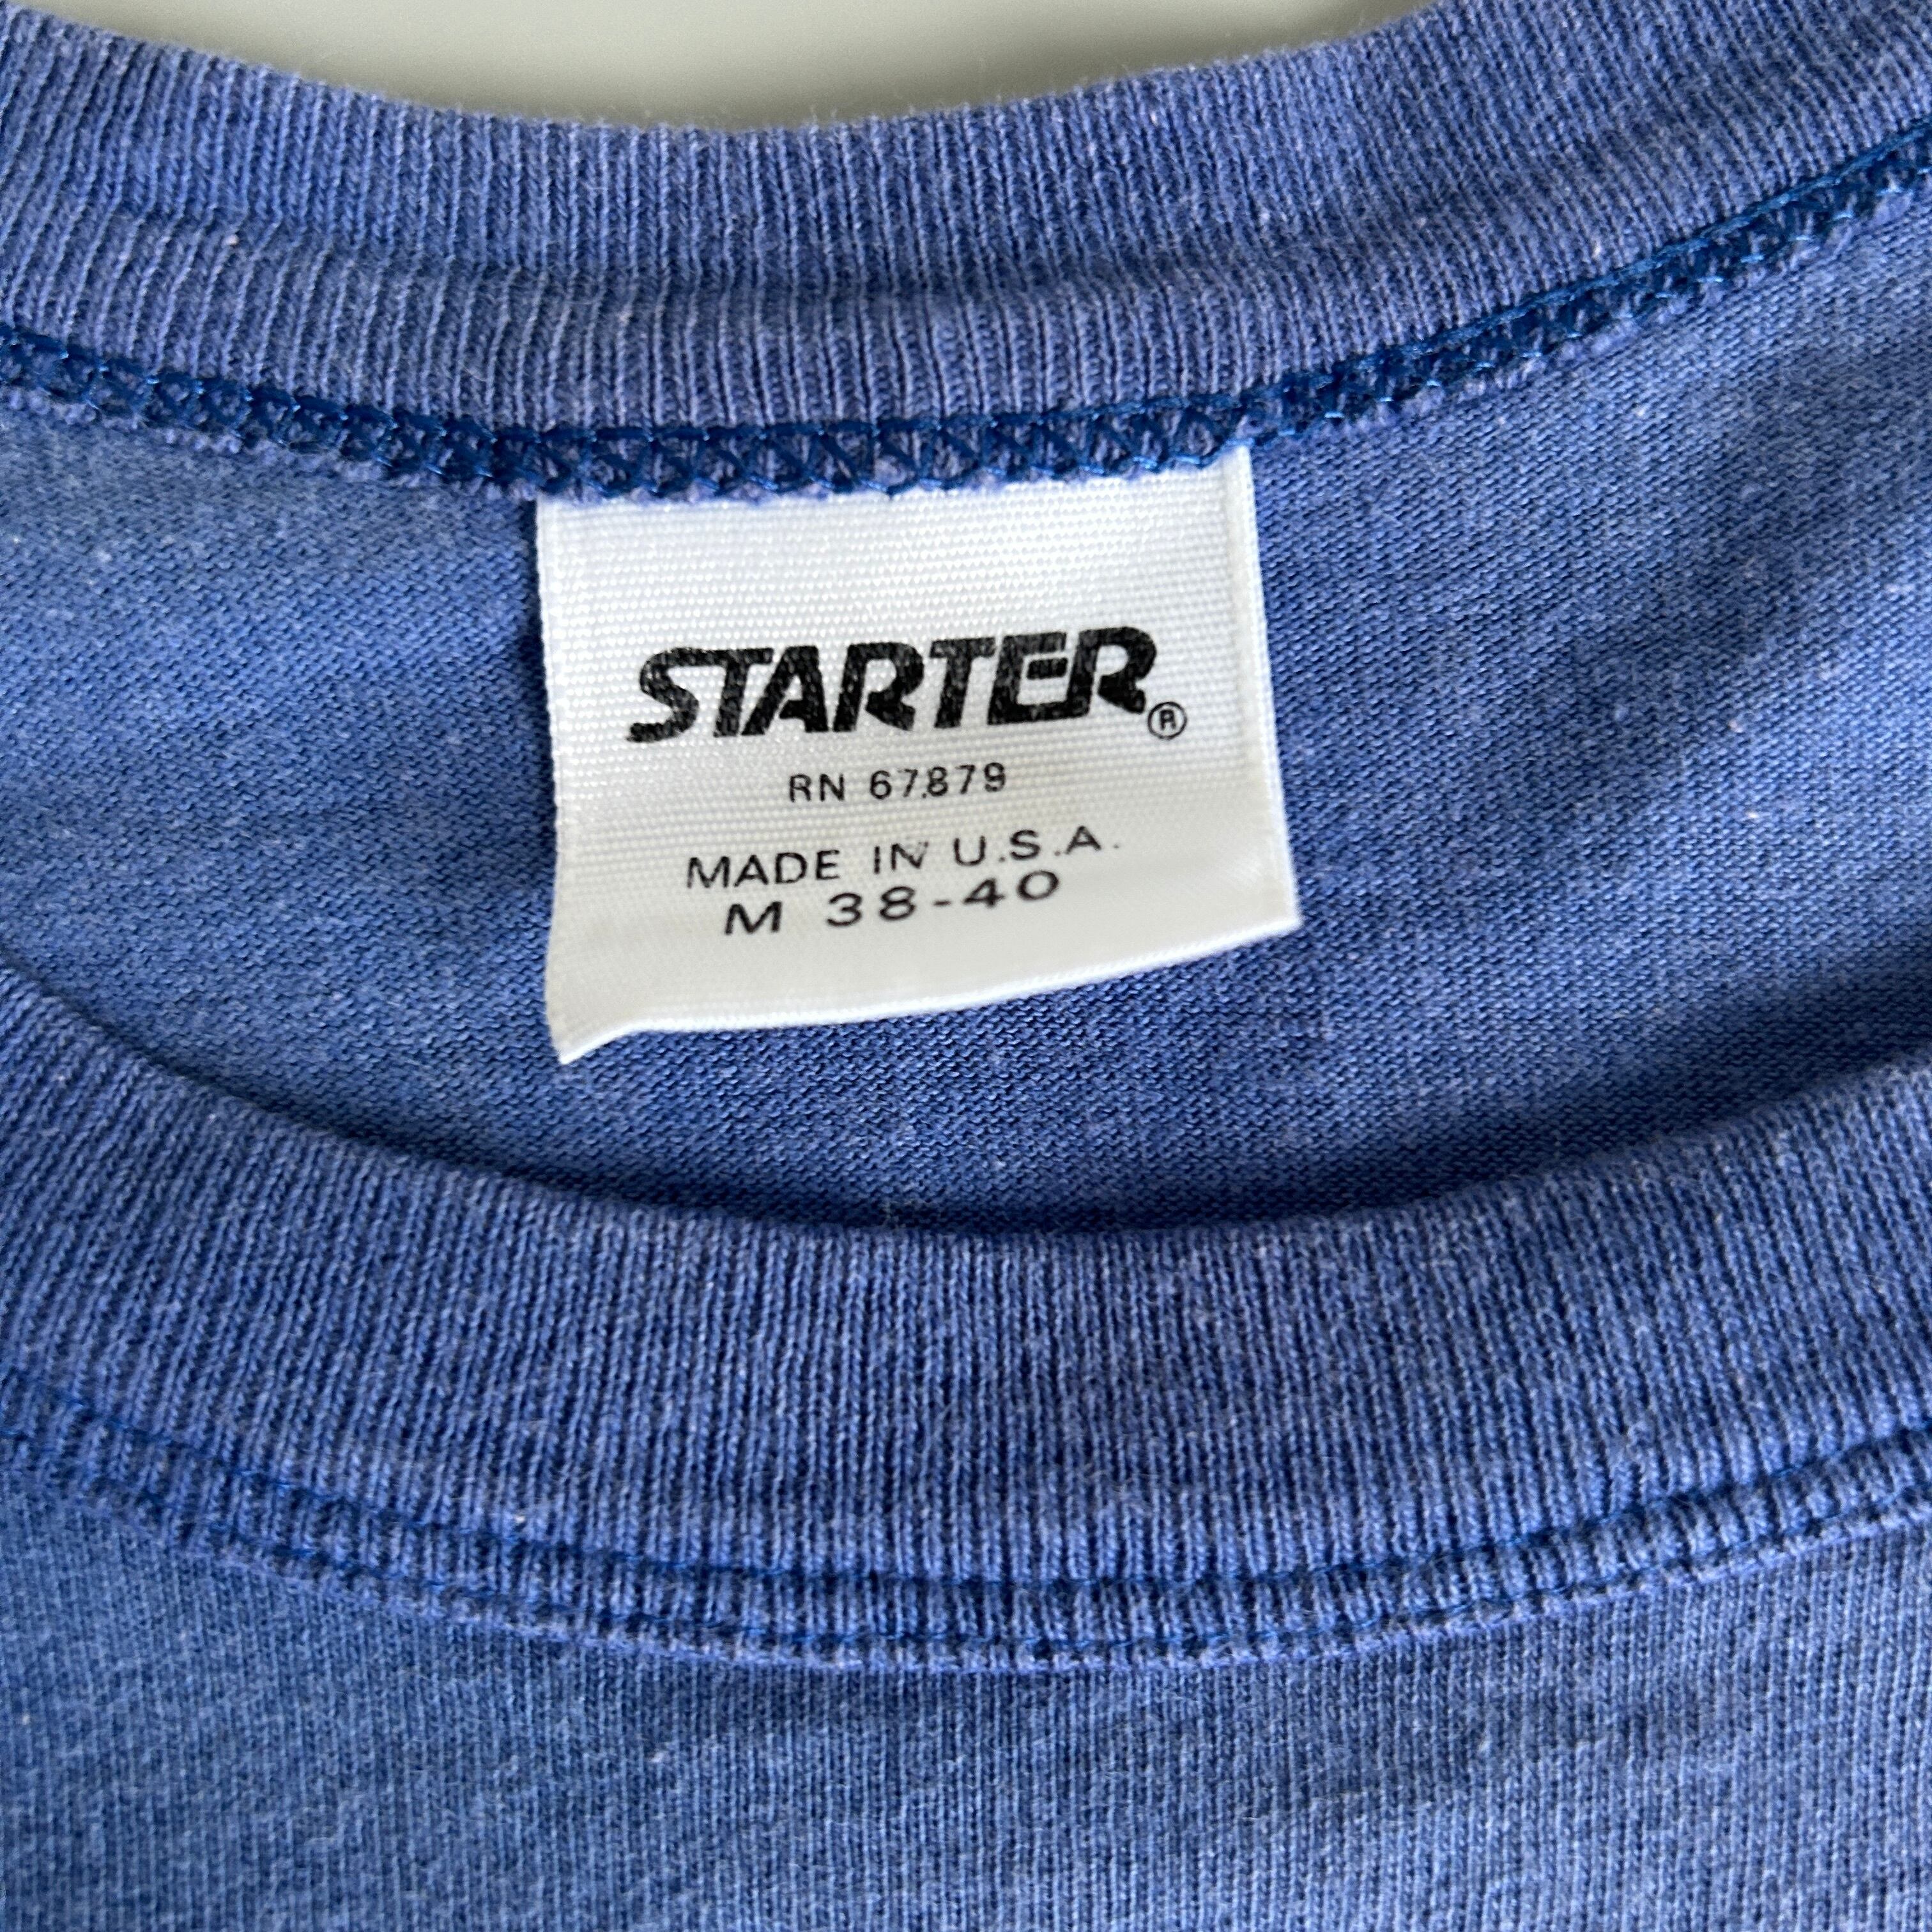 STARTER®
RN 67879
MADE IN U.S.A.
M 38-40